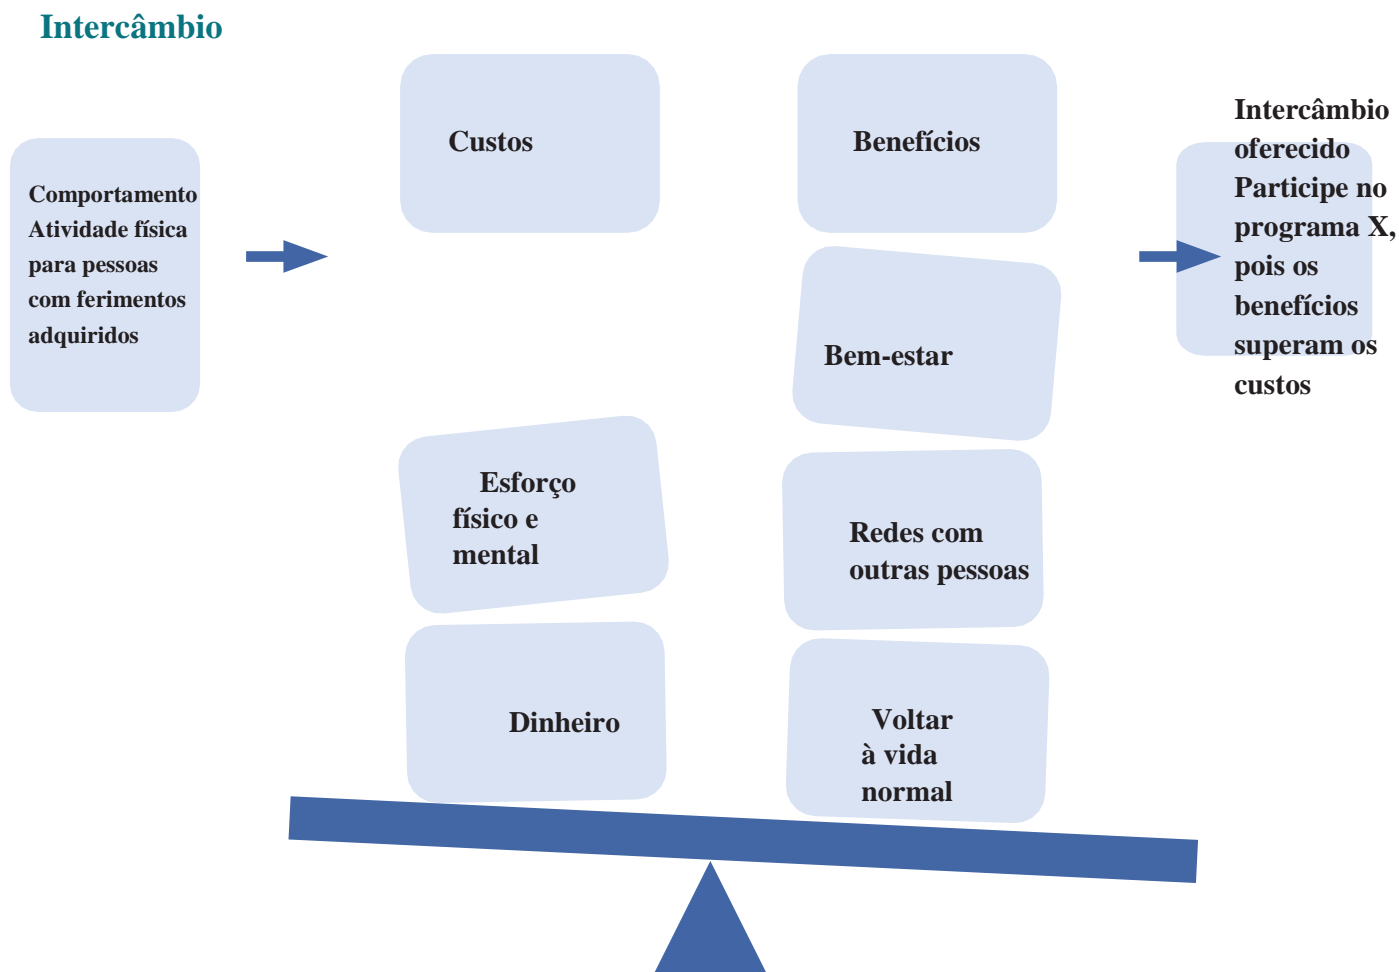 Intercâmbio
Comportamento
Atividade física
para pessoas
com ferimentos
adquiridos
Custos
Esforço
físico e
mental
Dinheiro
Benefícios
Bem-estar
Redes com
outras pessoas
Voltar
à vida
normal
Intercâmbio
oferecido
Participe no
programa X,
pois os
benefícios
superam os
custos